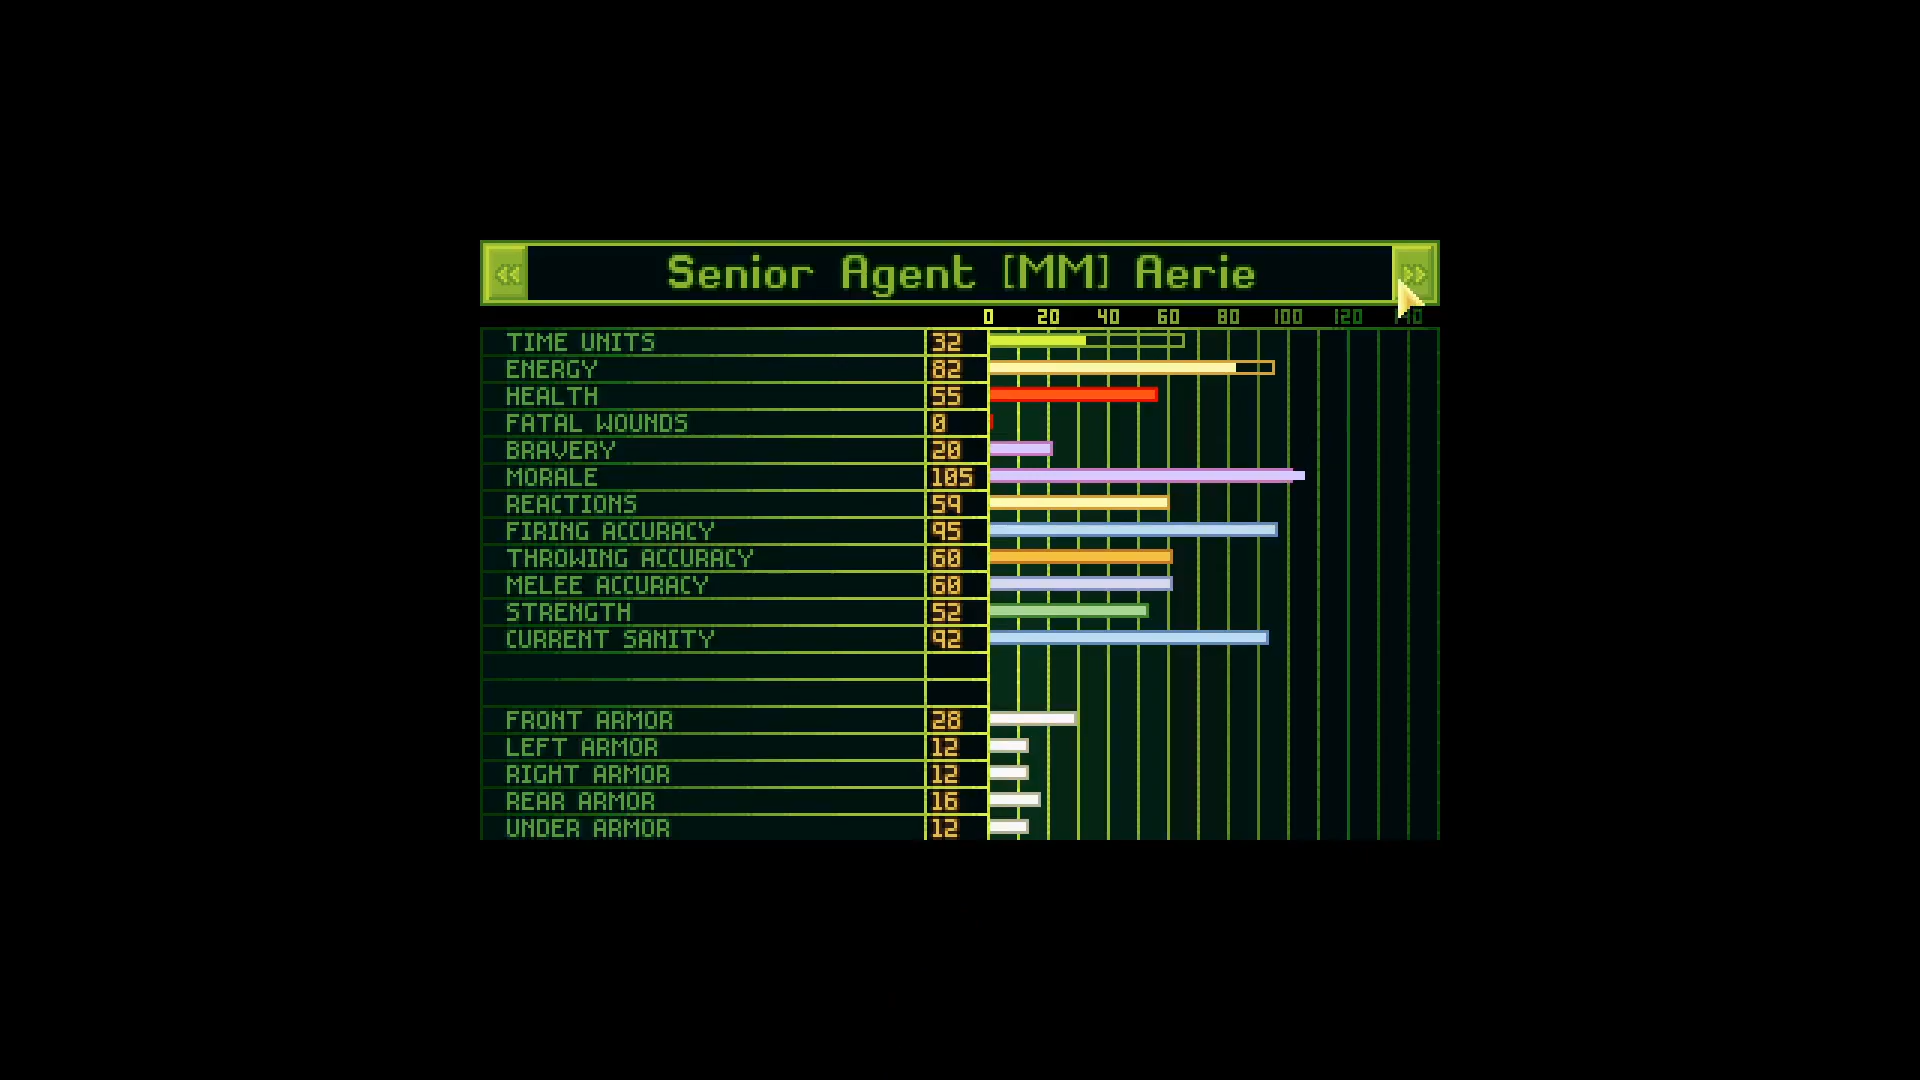 Senior Agent [MM] Aerie
0 20 40 60 80 100 120 140
TIME UNITS 32
ENERGY 82
HEALTH 55
FATAL WOUNDS 0
BRAVERY 20
MORALE 105
REACTIONS 59
FIRING ACCURACY 95
THROWING ACCURACY 60
MELEE ACCURACY 60
STRENGTH 52
CURRENT SANITY 92
FRONT ARMOR 28
LEFT ARMOR 12
RIGHT ARMOR 12
REAR ARMOR 16
UNDER ARMOR 12